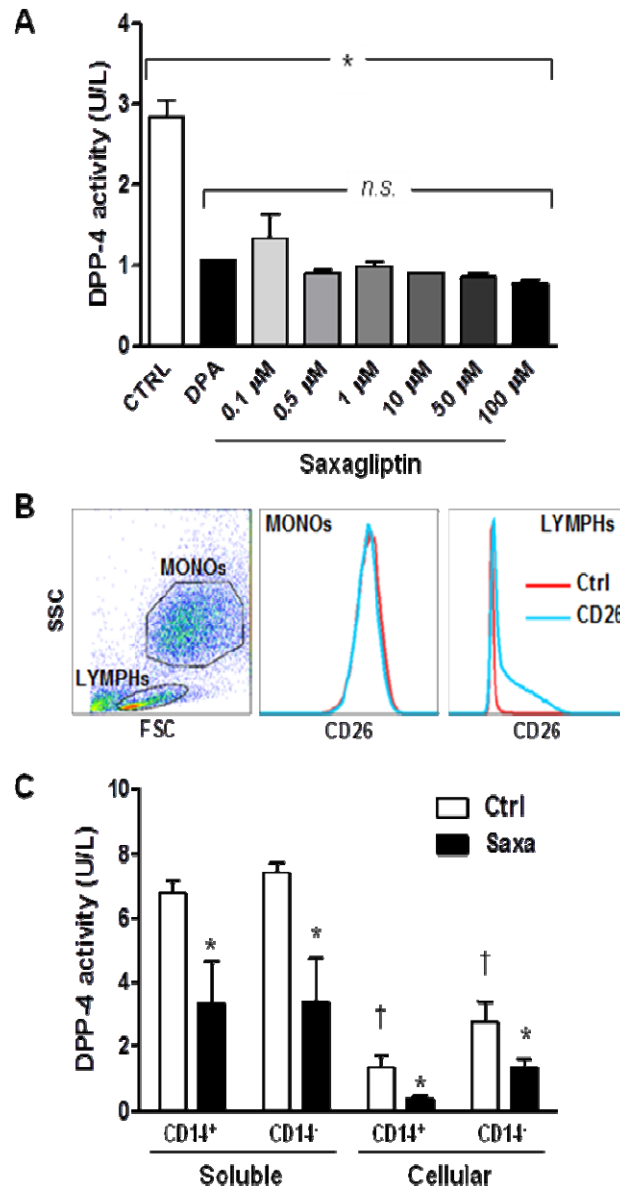 A
DPP-4 activity (U/L)
4
3
2
1
0
*
n.s.
CTRL
DPA
0.1 µM
0.5 µM
1 µM
10 µM
50 µM
100 µM
Saxagliptin
B
SSC
MONOs
LYMPHs
FSC
MONOs
CD26
LYMPHs
Ctrl
CD26
CD26
C
DPP-4 activity (U/L)
10
8
6
4
2
0
Ctrl
Saxa
*
*
†
*
†
*
CD14⁺
CD14⁻
CD14⁺
CD14⁻
Soluble
Cellular